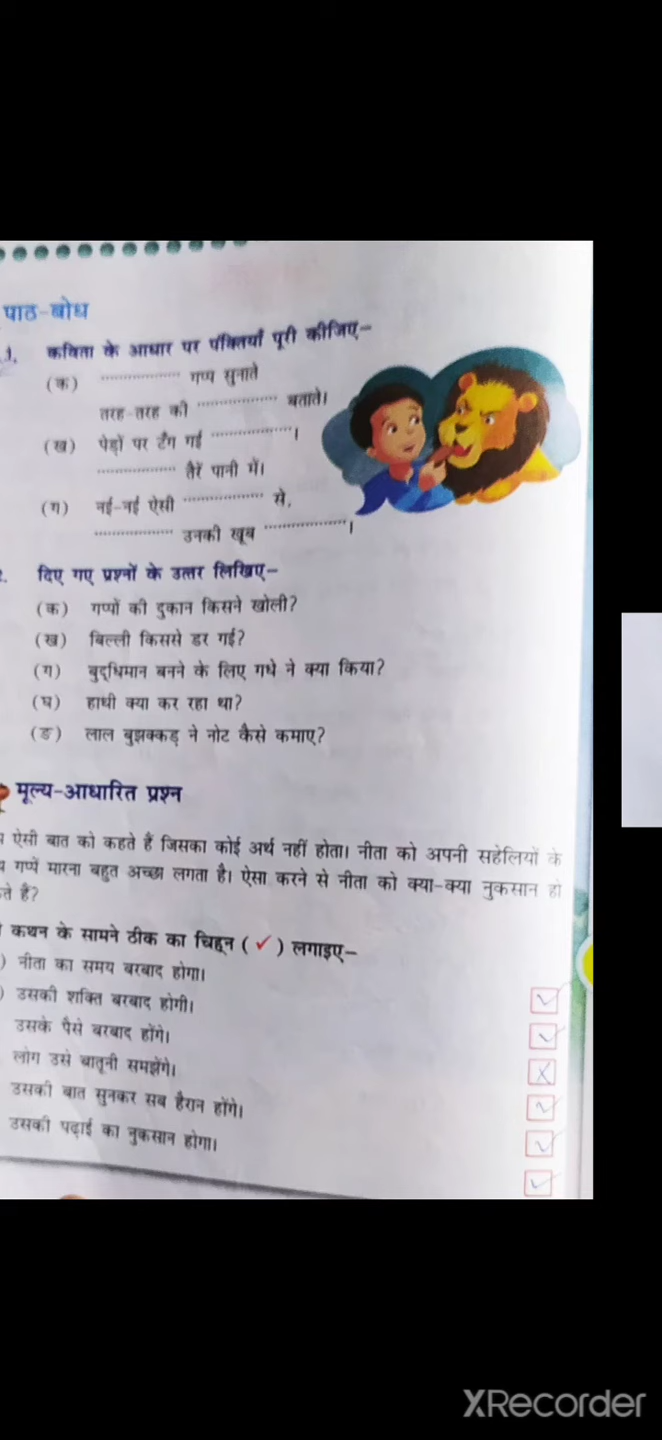 पाठ-बोध
1. कविता के आधार पर पंक्तियाँ पूरी कीजिए–
(क) .................. गप्प सुनाते
तरह-तरह की .................. बताते।
(ख) पेड़ों पर टँग गई ..................।
.................. तैरें पानी में।
(ग) नई-नई ऐसी .................. से,
.................. उनकी खूब ..................।
2. दिए गए प्रश्नों के उत्तर लिखिए–
(क) गप्पों की दुकान किसने खोली?
(ख) बिल्ली किससे डर गई?
(ग) बुद्धिमान बनने के लिए गधे ने क्या किया?
(घ) हाथी क्या कर रहा था?
(ङ) लाल बुझक्कड़ ने नोट कैसे कमाए?
मूल्य-आधारित प्रश्न
ऐसी बात को कहते हैं जिसका कोई अर्थ नहीं होता। नीता को अपनी सहेलियों के
गप्पें मारना बहुत अच्छा लगता है। ऐसा करने से नीता को क्या-क्या नुकसान हो
हैं?
कथन के सामने ठीक का चिह्न (✓) लगाइए–
) नीता का समय बरबाद होगा। ✓
) उसकी शक्ति बरबाद होगी। ✓
उसके पैसे बरबाद होंगे। ✗
लोग उसे बातूनी समझेंगे। ✓
उसकी बात सुनकर सब हैरान होंगे। ✓
उसकी पढ़ाई का नुकसान होगा। ✓
XRecorder